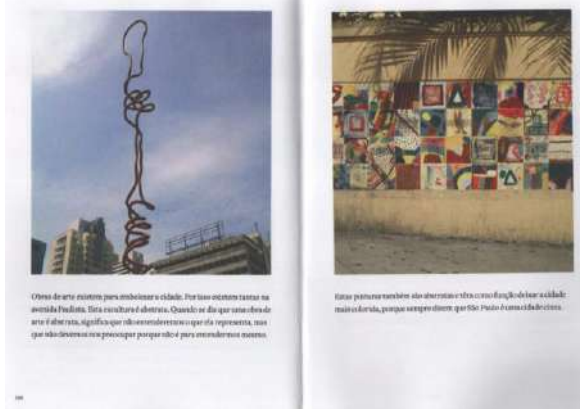 Obras de arte existem para embelezar a cidade. Por isso existem tantas na
avenida Paulista. Esta escultura é abstrata. Quando se diz que uma obra de
arte é abstrata, significa que não entenderemos o que ela representa, mas
que não devemos nos preocupar porque não é para entendermos mesmo.
Estas pinturas também são abstratas e têm como função deixar a cidade
mais colorida, porque sempre dizem que São Paulo é uma cidade cinza.